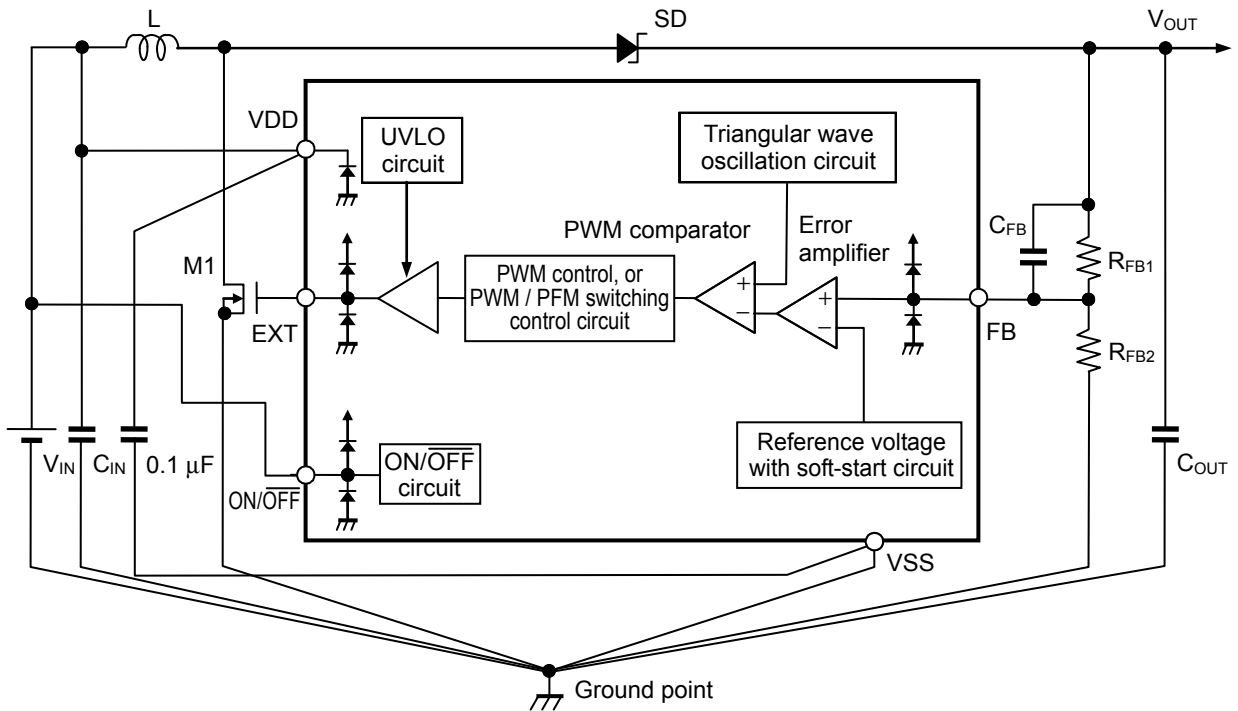 L
SD
VOUT
VDD
UVLO
circuit
Triangular wave
oscillation circuit
PWM comparator
Error
amplifier
CFB
RFB1
M1
PWM control, or
PWM / PFM switching
control circuit
+
−
+
−
EXT
FB
RFB2
VIN
CIN
0.1 μF
ON/O̅F̅F̅
ON/O̅F̅F̅
circuit
Reference voltage
with soft-start circuit
COUT
VSS
Ground point